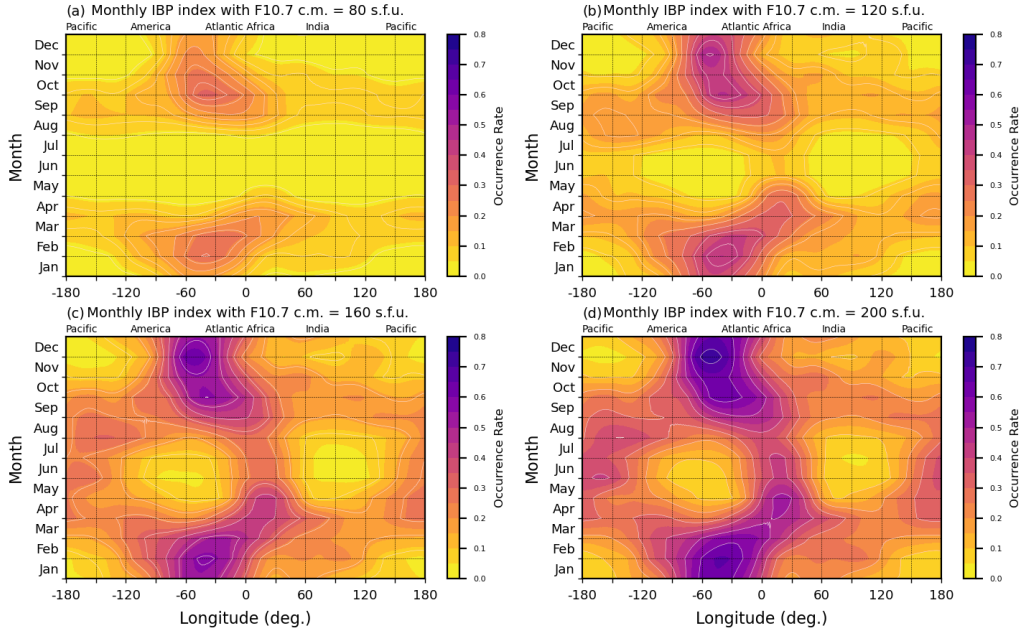 (a) Monthly IBP index with F10.7 c.m. = 80 s.f.u.
Pacific America Atlantic Africa India Pacific
Month
Dec
Nov
Oct
Sep
Aug
Jul
Jun
May
Apr
Mar
Feb
Jan
-180 -120 -60 0 60 120 180
0.8
0.7
0.6
0.5
0.4
0.3
0.2
0.1
0.0
Occurrence Rate
(b) Monthly IBP index with F10.7 c.m. = 120 s.f.u.
Pacific America Atlantic Africa India Pacific
Month
Dec
Nov
Oct
Sep
Aug
Jul
Jun
May
Apr
Mar
Feb
Jan
-180 -120 -60 0 60 120 180
0.8
0.7
0.6
0.5
0.4
0.3
0.2
0.1
0.0
Occurrence Rate
(c) Monthly IBP index with F10.7 c.m. = 160 s.f.u.
Pacific America Atlantic Africa India Pacific
Month
Dec
Nov
Oct
Sep
Aug
Jul
Jun
May
Apr
Mar
Feb
Jan
-180 -120 -60 0 60 120 180
Longitude (deg.)
0.8
0.7
0.6
0.5
0.4
0.3
0.2
0.1
0.0
Occurrence Rate
(d) Monthly IBP index with F10.7 c.m. = 200 s.f.u.
Pacific America Atlantic Africa India Pacific
Month
Dec
Nov
Oct
Sep
Aug
Jul
Jun
May
Apr
Mar
Feb
Jan
-180 -120 -60 0 60 120 180
Longitude (deg.)
0.8
0.7
0.6
0.5
0.4
0.3
0.2
0.1
0.0
Occurrence Rate